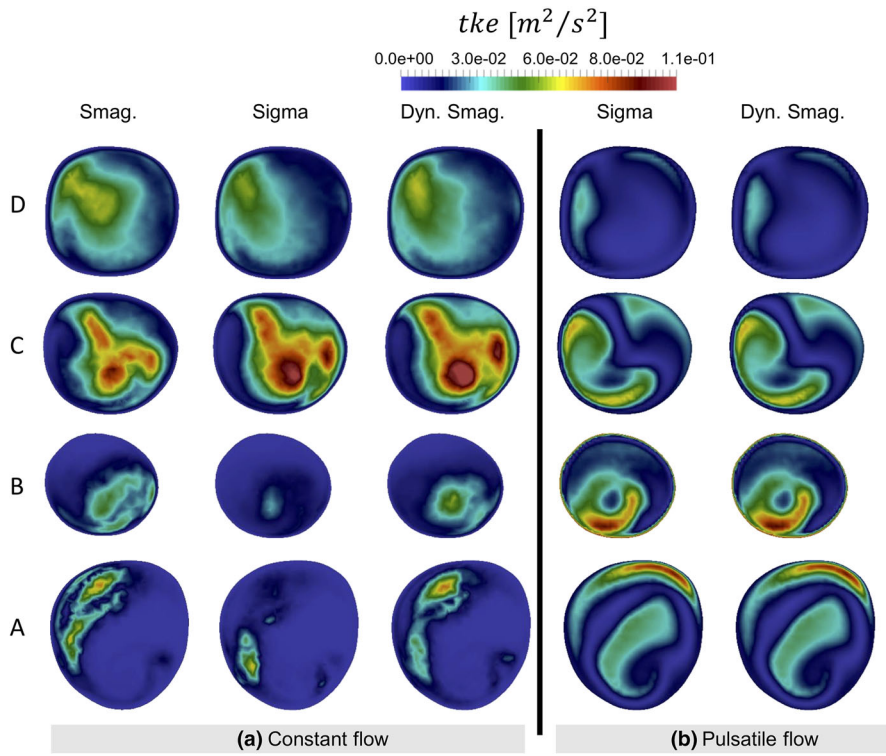 tke [m²/s²]
0.0e+00 3.0e-02 6.0e-02 8.0e-02 1.1e-01
Smag. Sigma Dyn. Smag. Sigma Dyn. Smag.
D
C
B
A
(a) Constant flow (b) Pulsatile flow